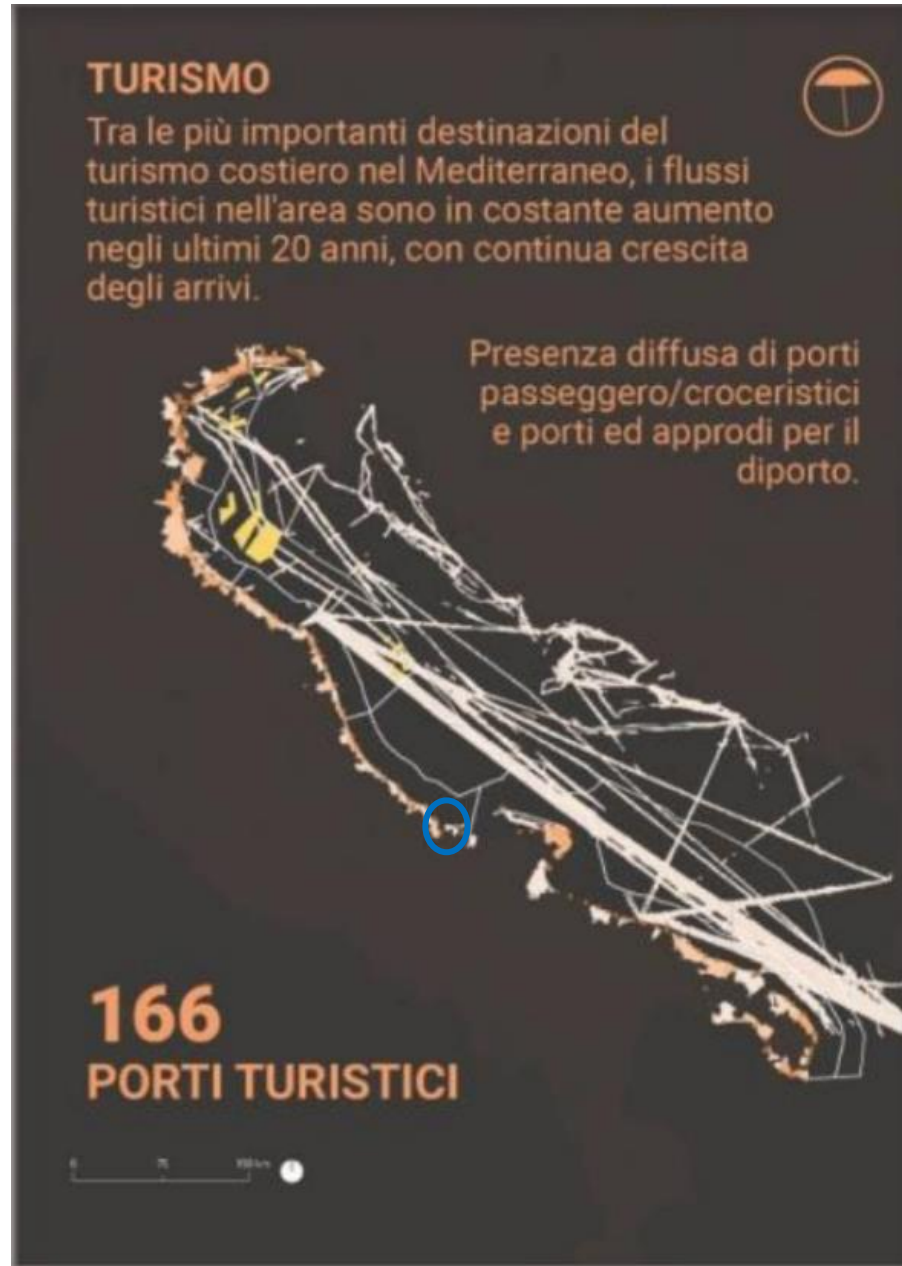 TURISMO
Tra le più importanti destinazioni del
turismo costiero nel Mediterraneo, i flussi
turistici nell'area sono in costante aumento
negli ultimi 20 anni, con continua crescita
degli arrivi.
Presenza diffusa di porti
passeggero/croceristici
e porti ed approdi per il
diporto.
166
PORTI TURISTICI
0
75